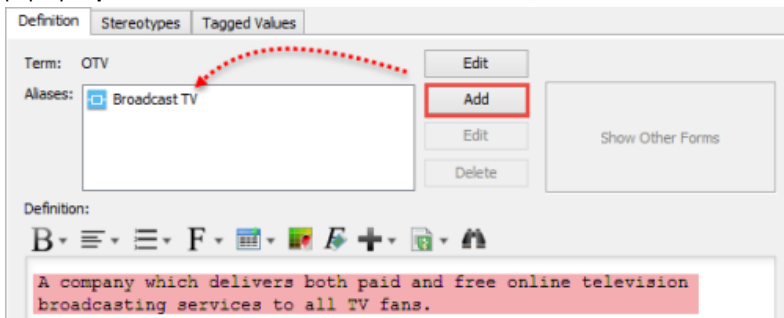 Definition Stereotypes Tagged Values
Term: OTV Edit
Aliases: Broadcast TV Add
Edit Show Other Forms
Delete
Definition:
B F F
A company which delivers both paid and free online television
broadcasting services to all TV fans.